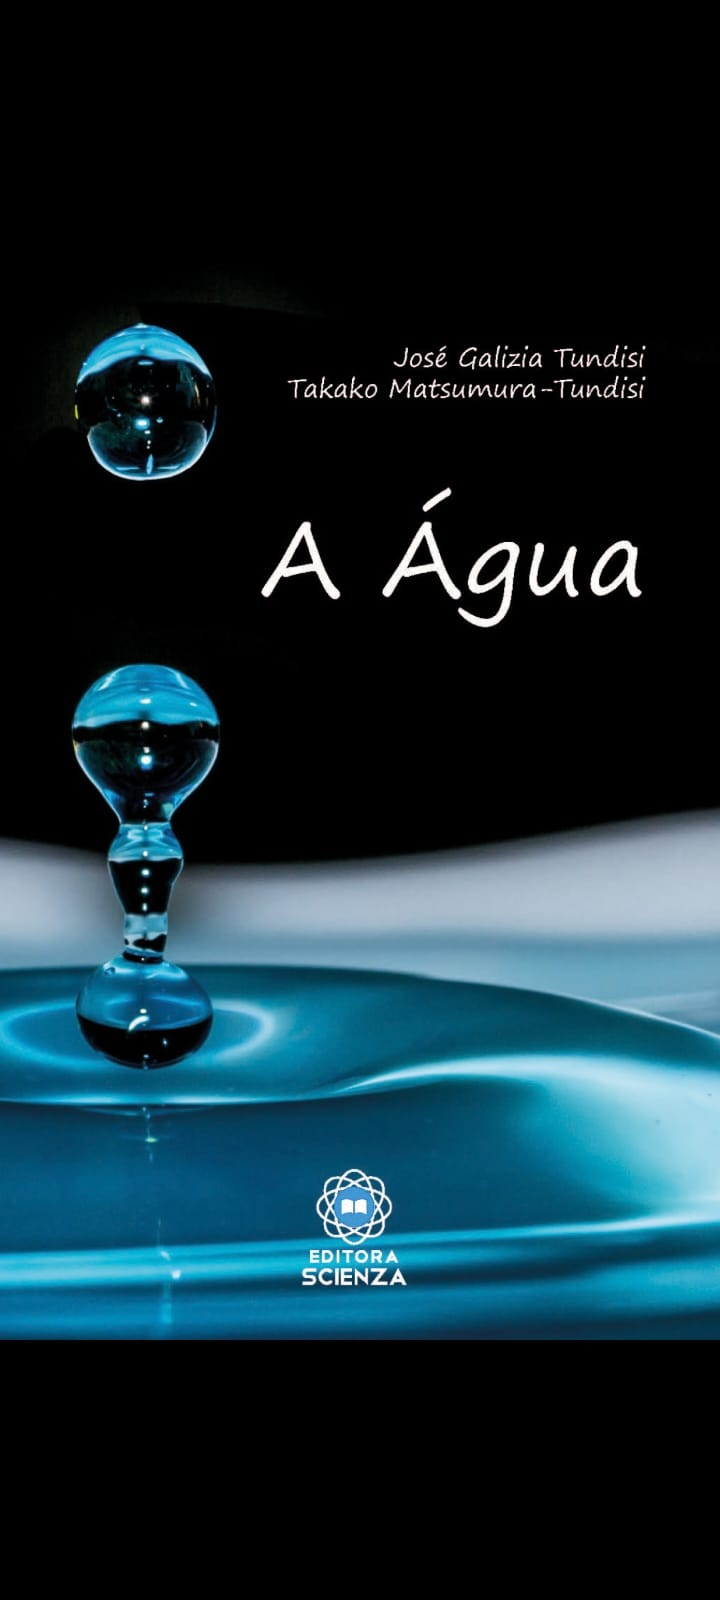 José Galizia Tundisi
Takako Matsumura-Tundisi
A Água
EDITORA
SCIENZA